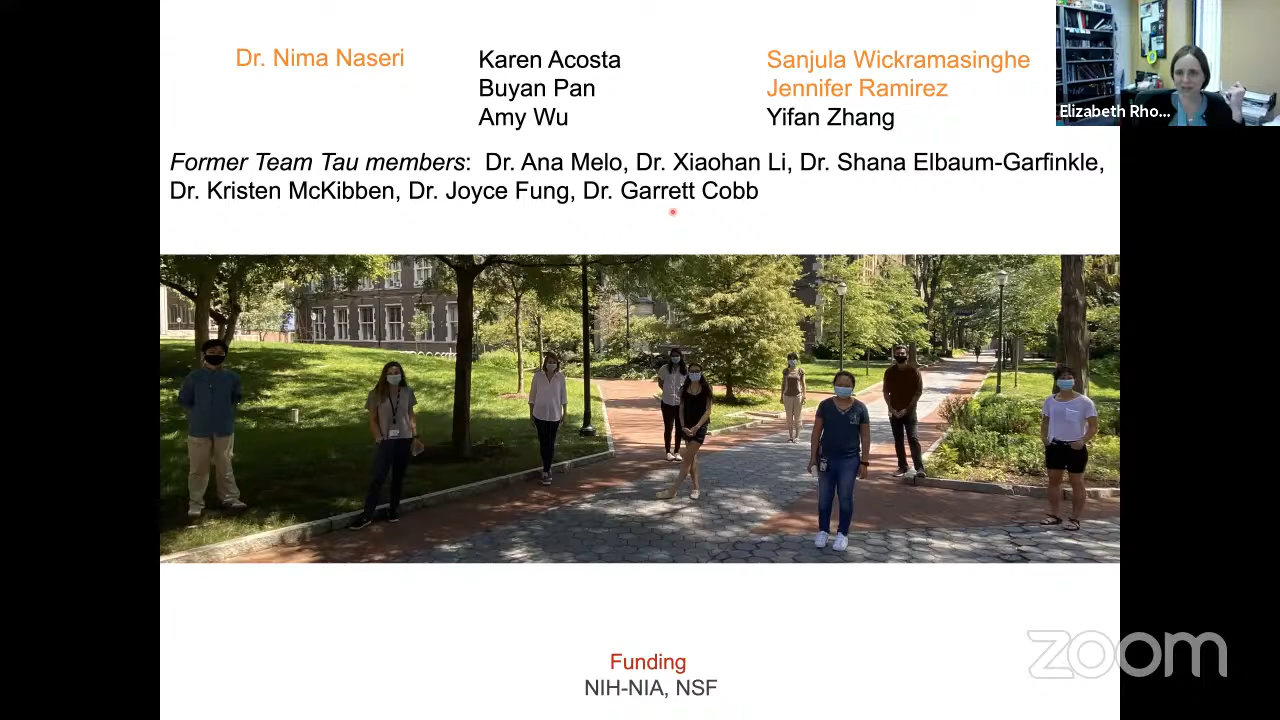 Dr. Nima Naseri
Karen Acosta
Buyan Pan
Amy Wu
Sanjula Wickramasinghe
Jennifer Ramirez
Yifan Zhang
Elizabeth Rho...
Former Team Tau members: Dr. Ana Melo, Dr. Xiaohan Li, Dr. Shana Elbaum-Garfinkle,
Dr. Kristen McKibben, Dr. Joyce Fung, Dr. Garrett Cobb
Funding
NIH-NIA, NSF
zoom